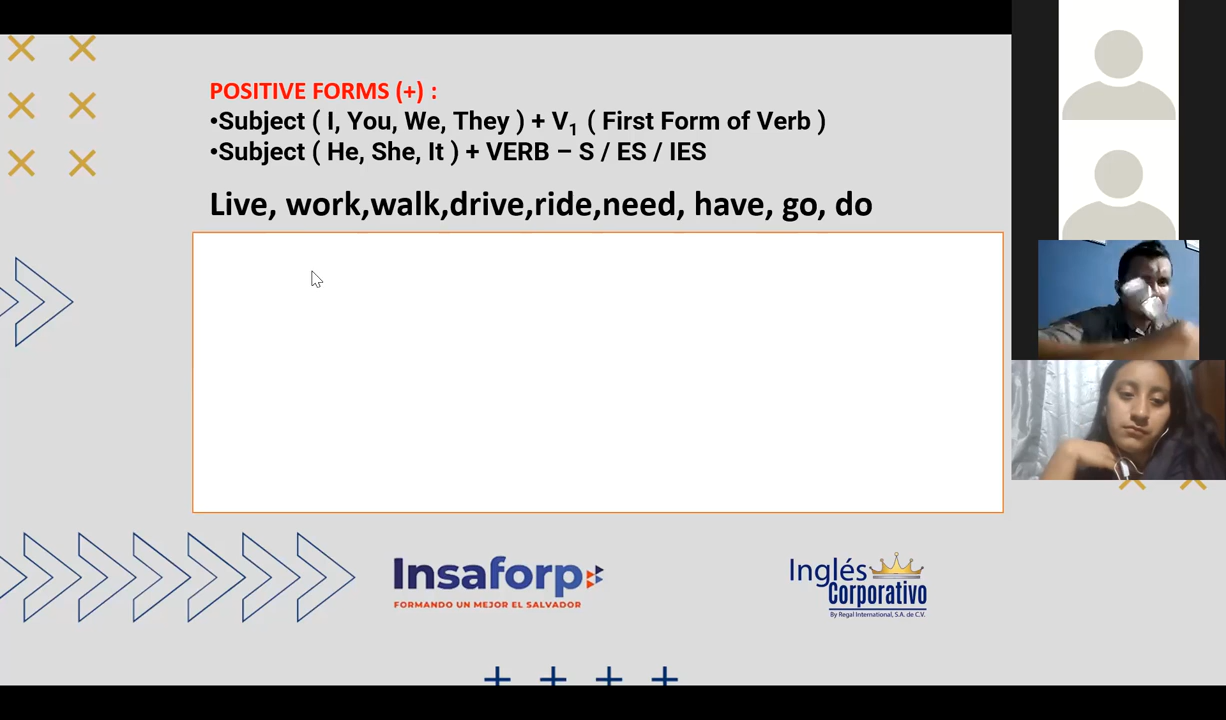 POSITIVE FORMS (+) :
•Subject ( I, You, We, They ) + V₁ ( First Form of Verb )
•Subject ( He, She, It ) + VERB – S / ES / IES
Live, work,walk,drive,ride,need, have, go, do
Insaforp
FORMANDO UN MEJOR EL SALVADOR
Inglés
Corporativo
By Regal International, S.A. de C.V.